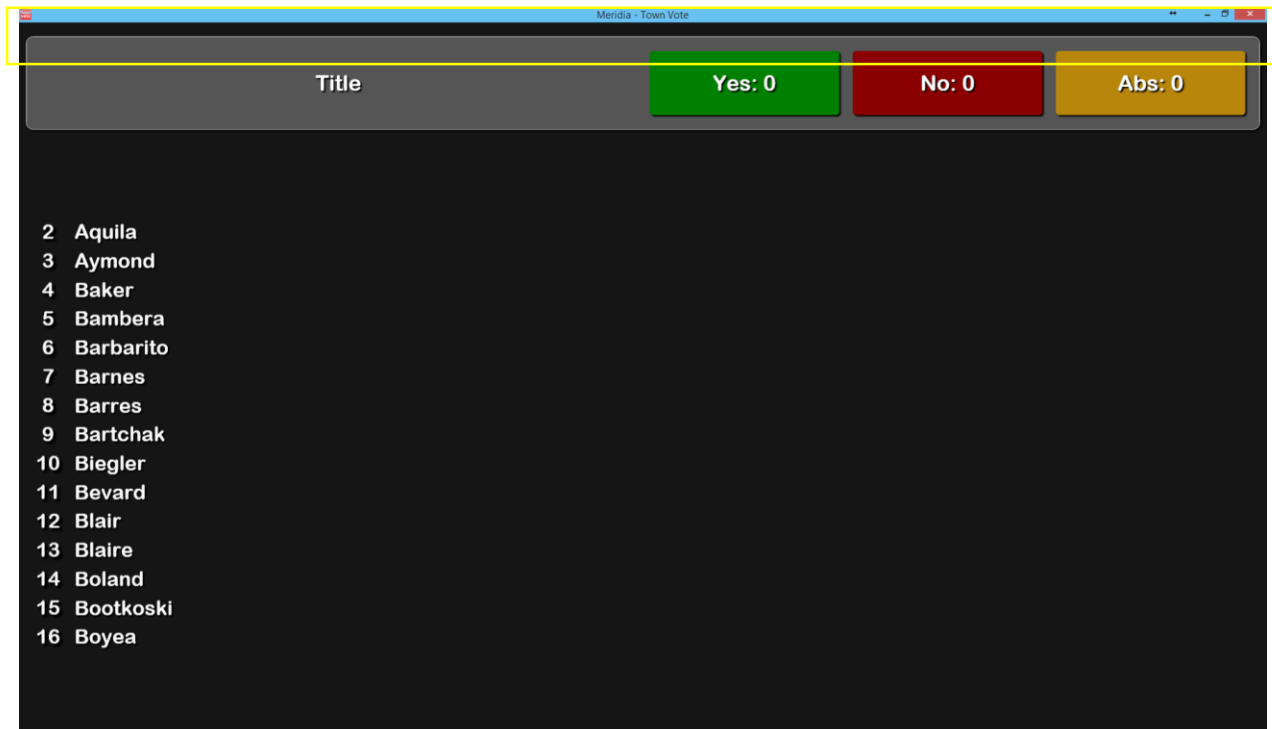 Meridia - Town Vote
Title Yes: 0 No: 0 Abs: 0
2 Aquila
3 Aymond
4 Baker
5 Bambera
6 Barbarito
7 Barnes
8 Barres
9 Bartchak
10 Biegler
11 Bevard
12 Blair
13 Blaire
14 Boland
15 Bootkoski
16 Boyea